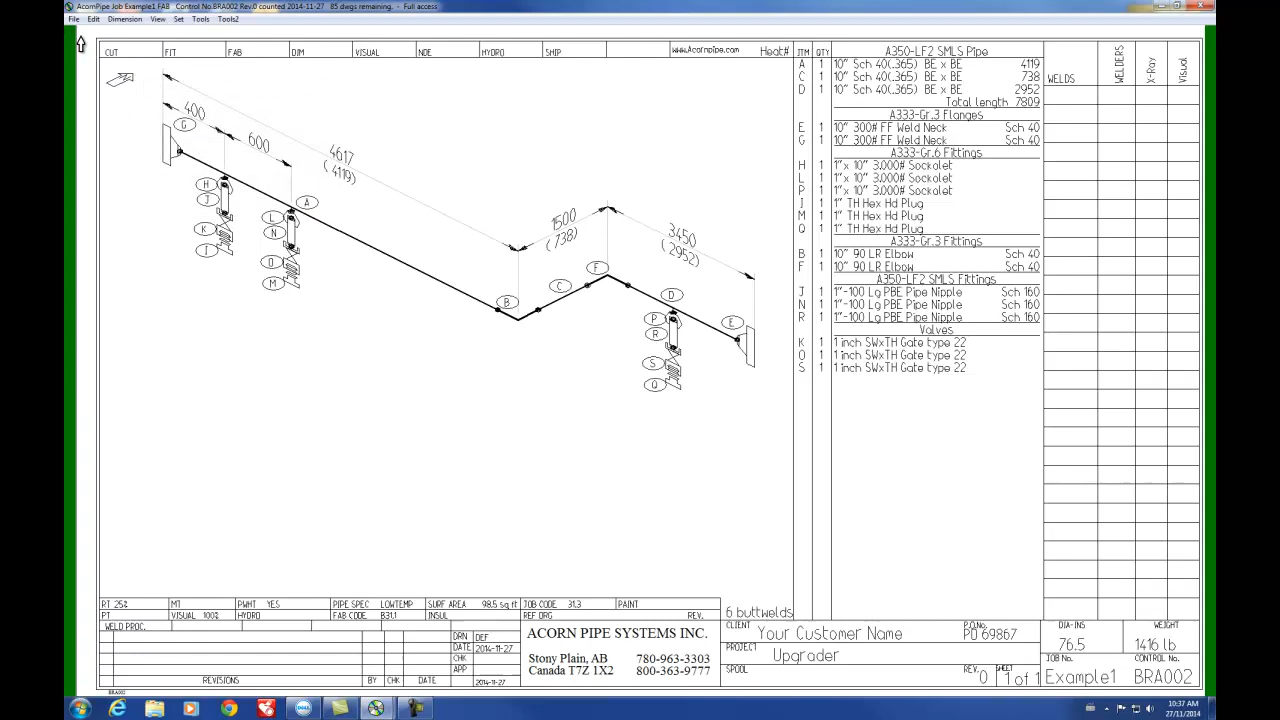 AcornPipe Job Example1 FAB Control No.BRA002 Rev.0 counted 2014-11-27 85 dwgs remaining. - Full access
File Edit Dimension View Set Tools Tools2
CUT FIT FAB DIM VISUAL NDE HYDRO SHIP www.Acornpipe.com Heat#
ITM QTY A350-LF2 SMLS Pipe
A 1 10" Sch 40(.365) BE x BE 4119
C 1 10" Sch 40(.365) BE x BE 738
D 1 10" Sch 40(.365) BE x BE 2952
Total length 7809
A333-Gr.3 Flanges
E 1 10" 300# FF Weld Neck Sch 40
G 1 10" 300# FF Weld Neck Sch 40
A333-Gr.6 Fittings
H 1 1"x 10" 3,000# Sockolet
L 1 1"x 10" 3,000# Sockolet
P 1 1"x 10" 3,000# Sockolet
J 1 1" TH Hex Hd Plug
M 1 1" TH Hex Hd Plug
Q 1 1" TH Hex Hd Plug
A333-Gr.3 Fittings
B 1 10" 90 LR Elbow Sch 40
F 1 10" 90 LR Elbow Sch 40
A350-LF2 SMLS Fittings
J 1 1"-100 Lg PBE Pipe Nipple Sch 160
N 1 1"-100 Lg PBE Pipe Nipple Sch 160
R 1 1"-100 Lg PBE Pipe Nipple Sch 160
Valves
K 1 1 inch SWxTH Gate type 22
O 1 1 inch SWxTH Gate type 22
S 1 1 inch SWxTH Gate type 22
WELDS WELDERS X-Ray Visual
400
600
4617
(4119)
1500
(738)
3450
(2952)
G
H
J
K
I
A
L
N
O
M
B
C
F
D
P
R
S
Q
E
6 buttwelds
RT 25% MT PWHT YES PIPE SPEC LOWTEMP SURF AREA 98.5 sq ft JOB CODE 31.3 PAINT
PT VISUAL 100% HYDRO FAB CODE B31.1 INSUL REF DRG REV.
WELD PROC.
DRN DEF
DATE 2014-11-27
CHK
APP
REVISIONS BY CHK DATE 2014-11-27
ACORN PIPE SYSTEMS INC.
Stony Plain, AB 780-963-3303
Canada T7Z 1X2 800-363-9777
CLIENT Your Customer Name P.O.No. PO 69867
PROJECT Upgrader
SPOOL REV. 0 SHEET 1 of 1
DIA-INS 76.5 WEIGHT 1416 lb
JOB No. Example1 CONTROL No. BRA002
BRA002
10:37 AM
27/11/2014